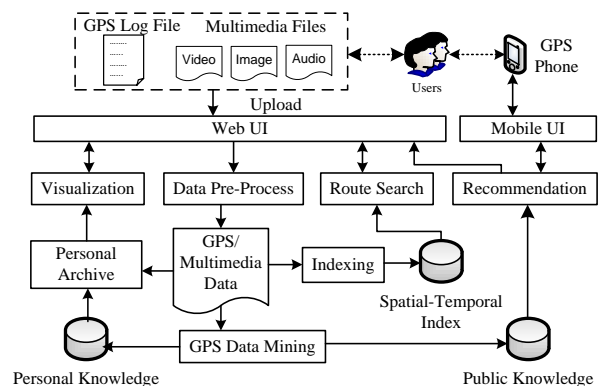 GPS Log File
Multimedia Files
Video
Image
Audio
Users
GPS
Phone
Upload
Web UI
Mobile UI
Visualization
Data Pre-Process
Route Search
Recommendation
Personal
Archive
GPS/
Multimedia
Data
Indexing
Spatial-Temporal
Index
GPS Data Mining
Personal Knowledge
Public Knowledge